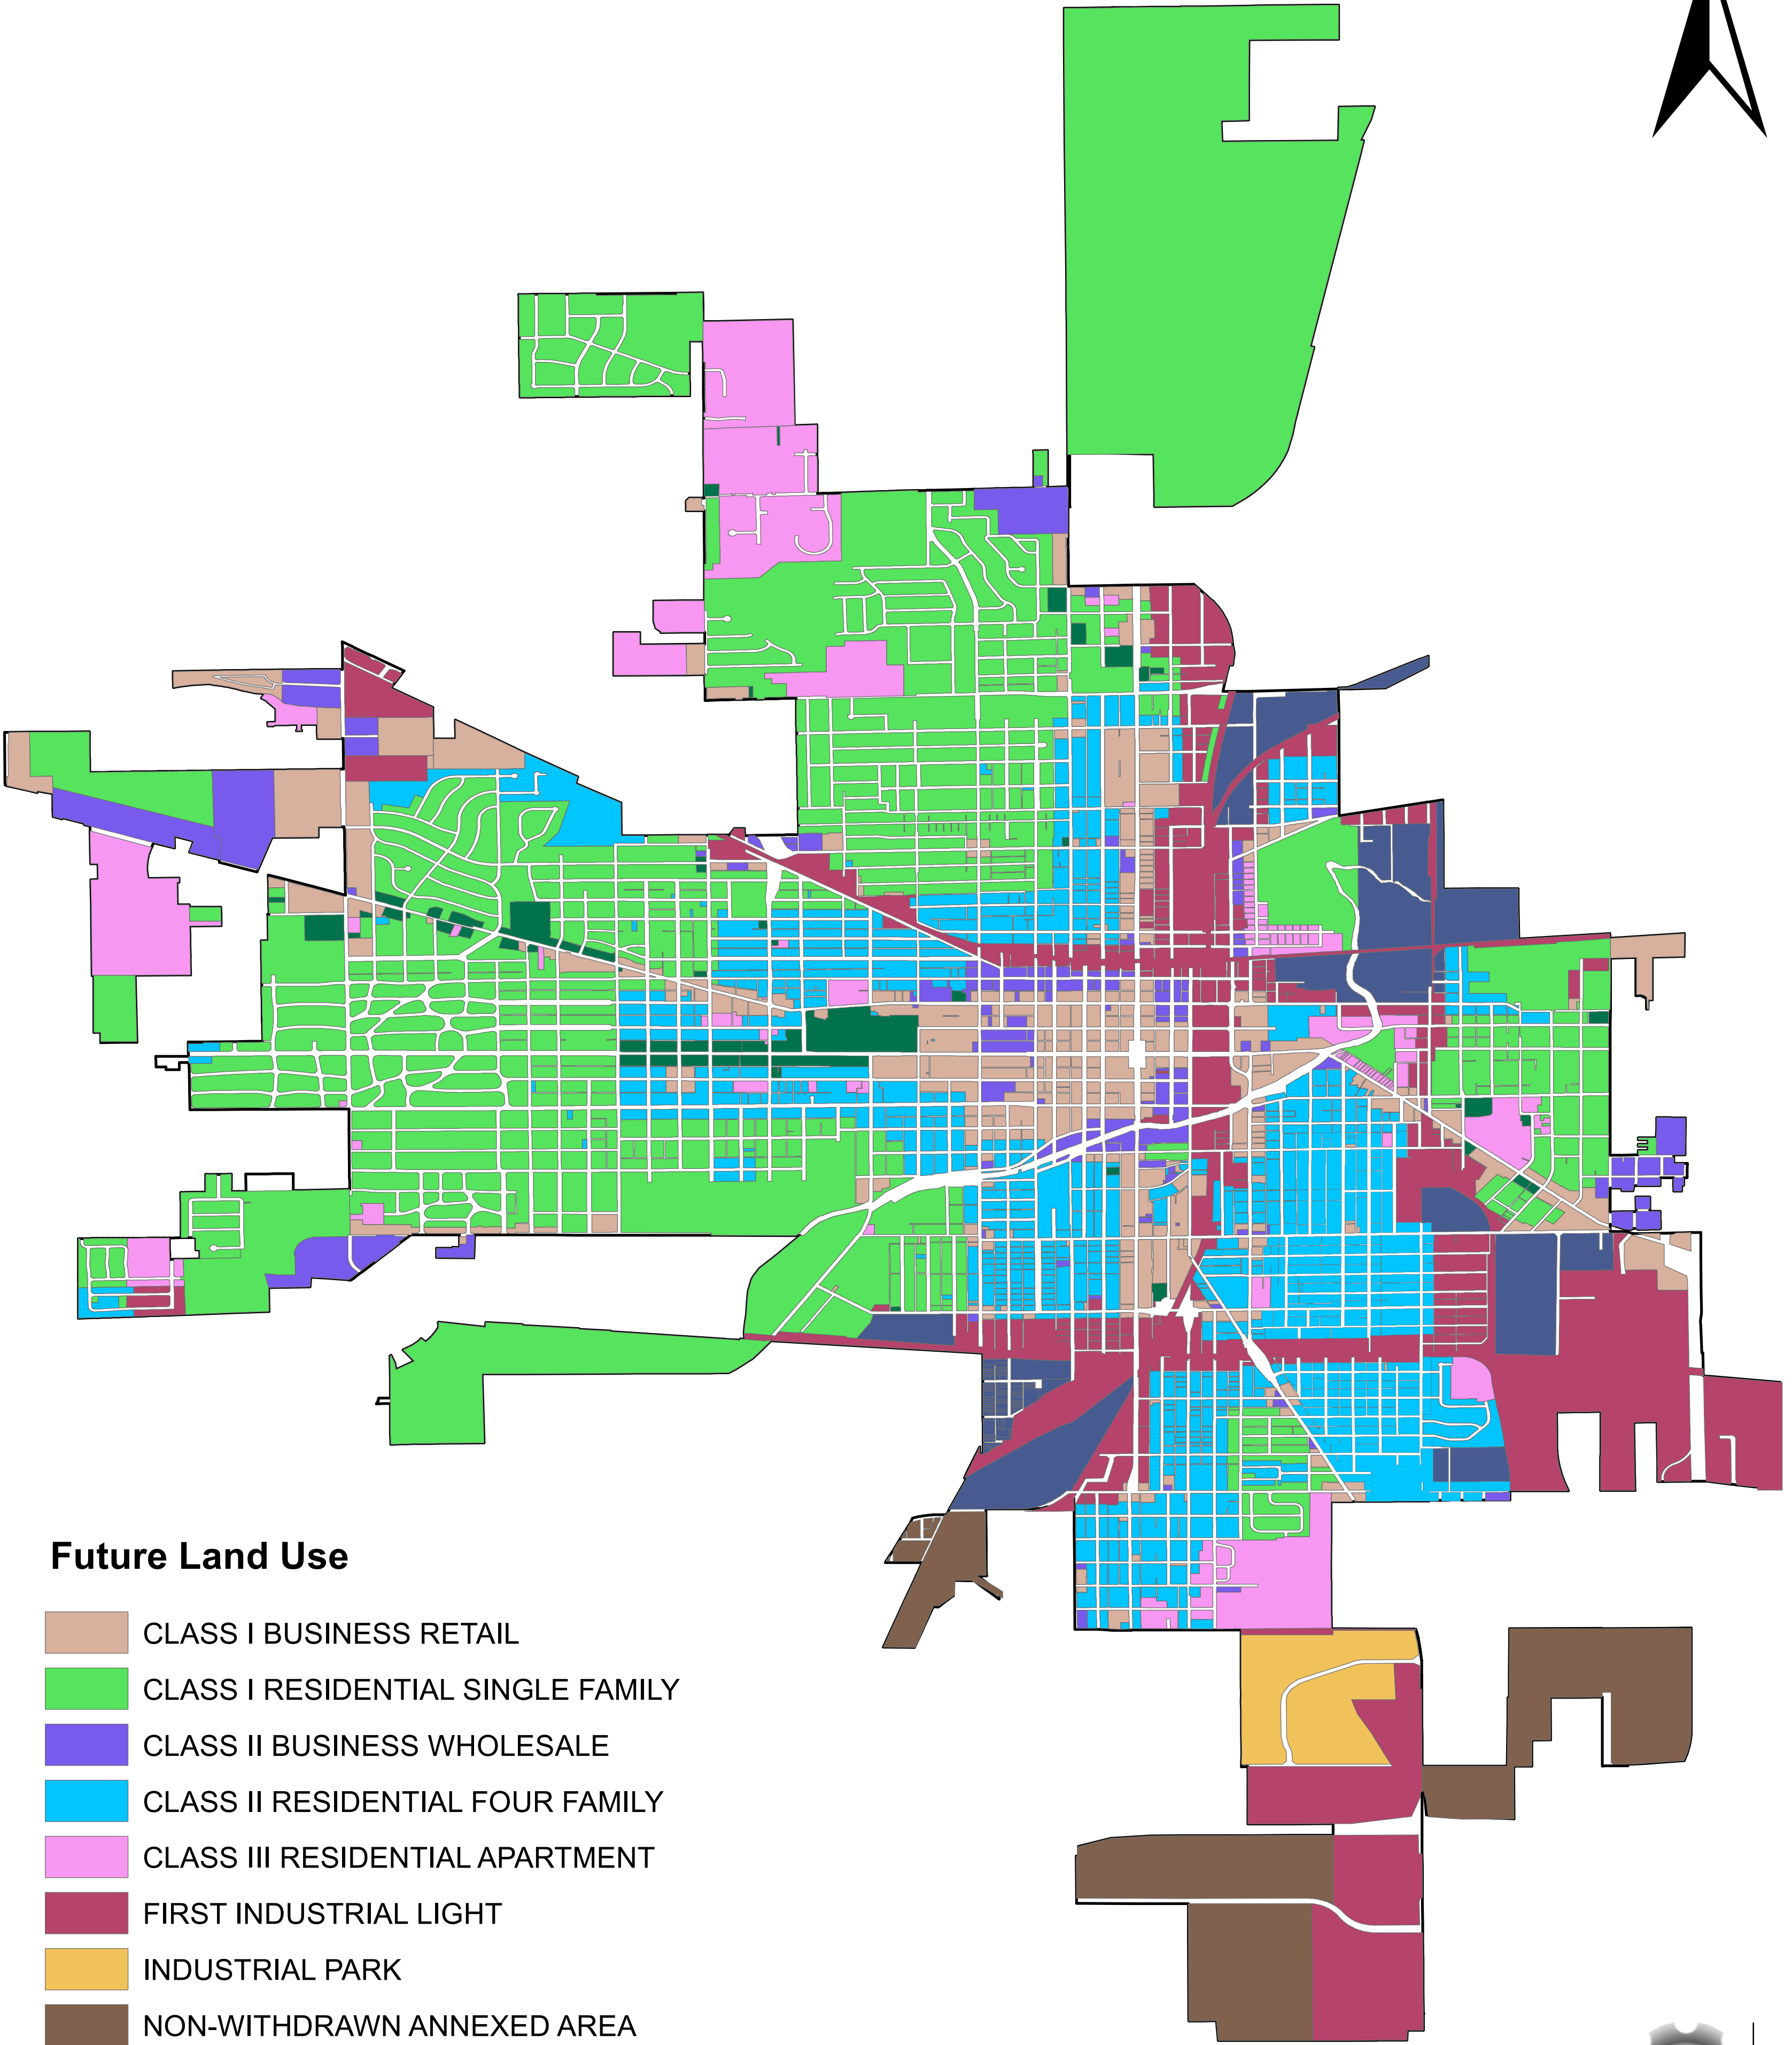 Future Land Use
CLASS I BUSINESS RETAIL
CLASS I RESIDENTIAL SINGLE FAMILY
CLASS II BUSINESS WHOLESALE
CLASS II RESIDENTIAL FOUR FAMILY
CLASS III RESIDENTIAL APARTMENT
FIRST INDUSTRIAL LIGHT
INDUSTRIAL PARK
NON-WITHDRAWN ANNEXED AREA